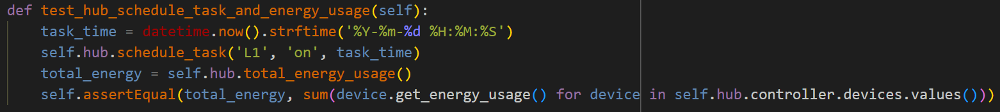 def test_hub_schedule_task_and_energy_usage(self):
    task_time = datetime.now().strftime('%Y-%m-%d %H:%M:%S')
    self.hub.schedule_task('L1', 'on', task_time)
    total_energy = self.hub.total_energy_usage()
    self.assertEqual(total_energy, sum(device.get_energy_usage() for device in self.hub.controller.devices.values()))